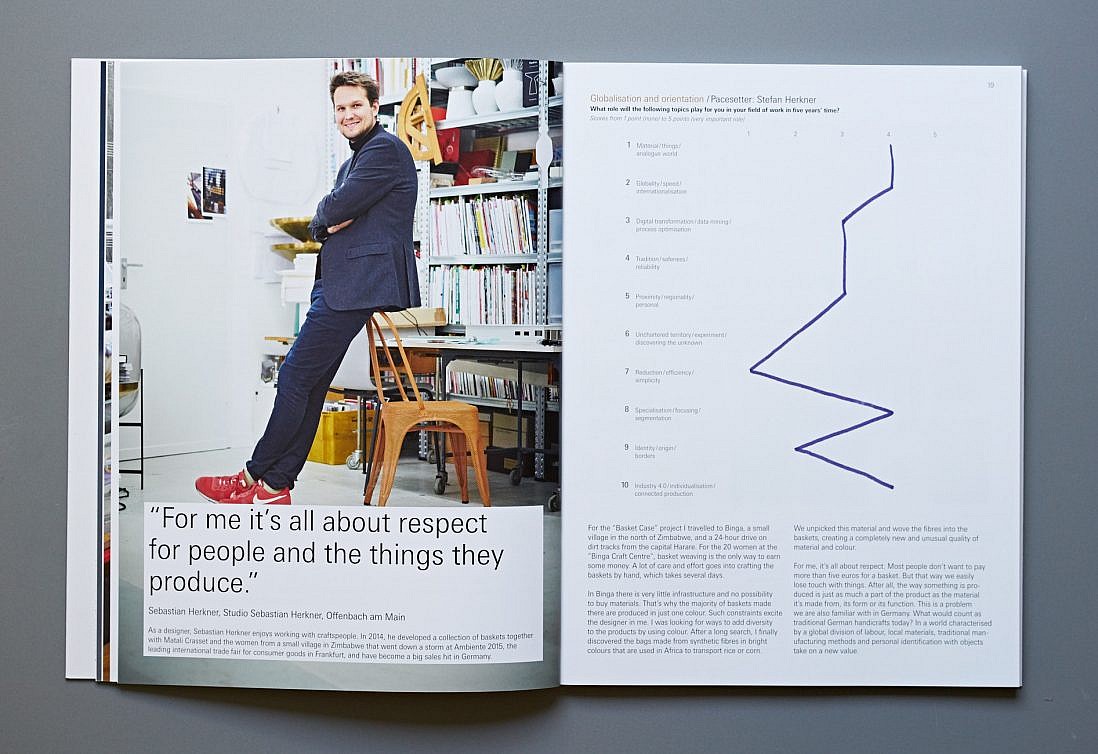 “For me it’s all about respect
for people and the things they
produce.”
Sebastian Herkner, Studio Sebastian Herkner, Offenbach am Main
As a designer, Sebastian Herkner enjoys working with craftspeople. In 2014, he developed a collection of baskets together
with Matali Crasset and the women from a small village in Zimbabwe that went down a storm at Ambiente 2015, the
leading international trade fair for consumer goods in Frankfurt, and have become a big sales hit in Germany.
19
Globalisation and orientation / Pacesetter: Stefan Herkner
What role will the following topics play for you in your field of work in five years’ time?
Scores from 1 point (none) to 5 points (very important role)
1 2 3 4 5
1 Material/things/
analogue world
2 Globality/speed/
internationalisation
3 Digital transformation/data mining/
process optimisation
4 Tradition/safeness/
reliability
5 Proximity/regionality/
personal
6 Unchartered territory/experiment/
discovering the unknown
7 Reduction/efficiency/
simplicity
8 Specialisation/focusing/
segmentation
9 Identity/origin/
borders
10 Industry 4.0/individualisation/
connected production
For the “Basket Case” project I travelled to Binga, a small
village in the north of Zimbabwe, and a 24-hour drive on
dirt tracks from the capital Harare. For the 20 women at the
“Binga Craft Centre”, basket weaving is the only way to earn
some money. A lot of care and effort goes into crafting the
baskets by hand, which takes several days.
In Binga there is very little infrastructure and no possibility
to buy materials. That’s why the majority of baskets made
there are produced in just one colour. Such constraints excite
the designer in me. I was looking for ways to add diversity
to the products by using colour. After a long search, I finally
discovered the bags made from synthetic fibres in bright
colours that are used in Africa to transport rice or corn.
We unpicked this material and wove the fibres into the
baskets, creating a completely new and unusual quality of
material and colour.
For me, it’s all about respect. Most people don’t want to pay
more than five euros for a basket. But that way we easily
lose touch with things. After all, the way something is pro-
duced is just as much a part of the product as the material
it’s made from, its form or its function. This is a problem
we are also familiar with in Germany. What would count as
traditional German handicrafts today? In a world characterised
by a global division of labour, local materials, traditional man-
ufacturing methods and personal identification with objects
take on a new value.